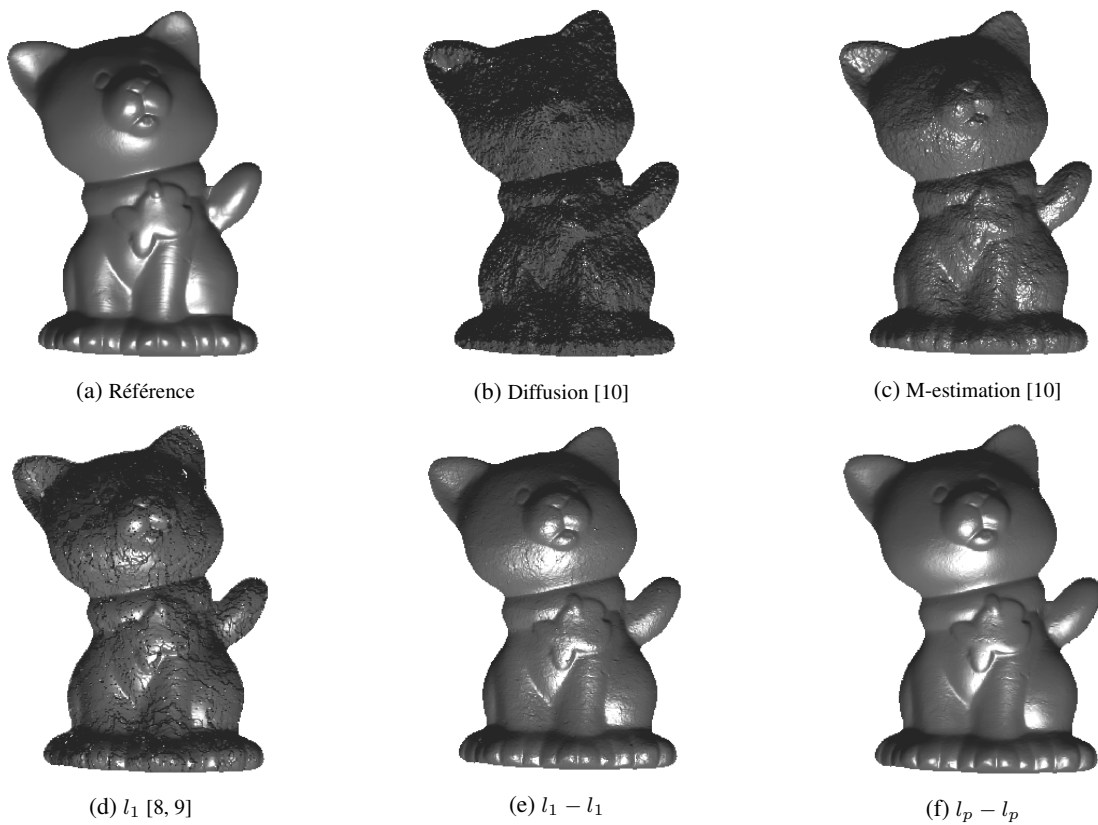 (a) Référence
(b) Diffusion [10]
(c) M-estimation [10]
(d) l₁ [8, 9]
(e) l₁ − l₁
(f) lₚ − lₚ